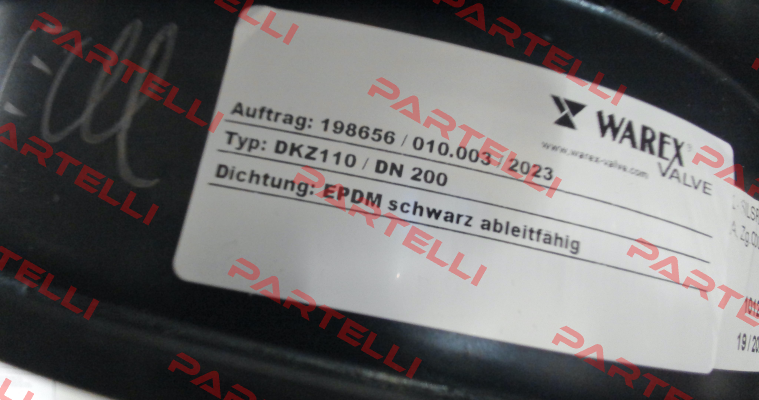 WAREX
VALVE
www.warex-valve.com
Auftrag: 198656 / 010.003 2023
Typ: DKZ110 / DN 200
Dichtung: EPDM schwarz ableitfähig
PARTELLI